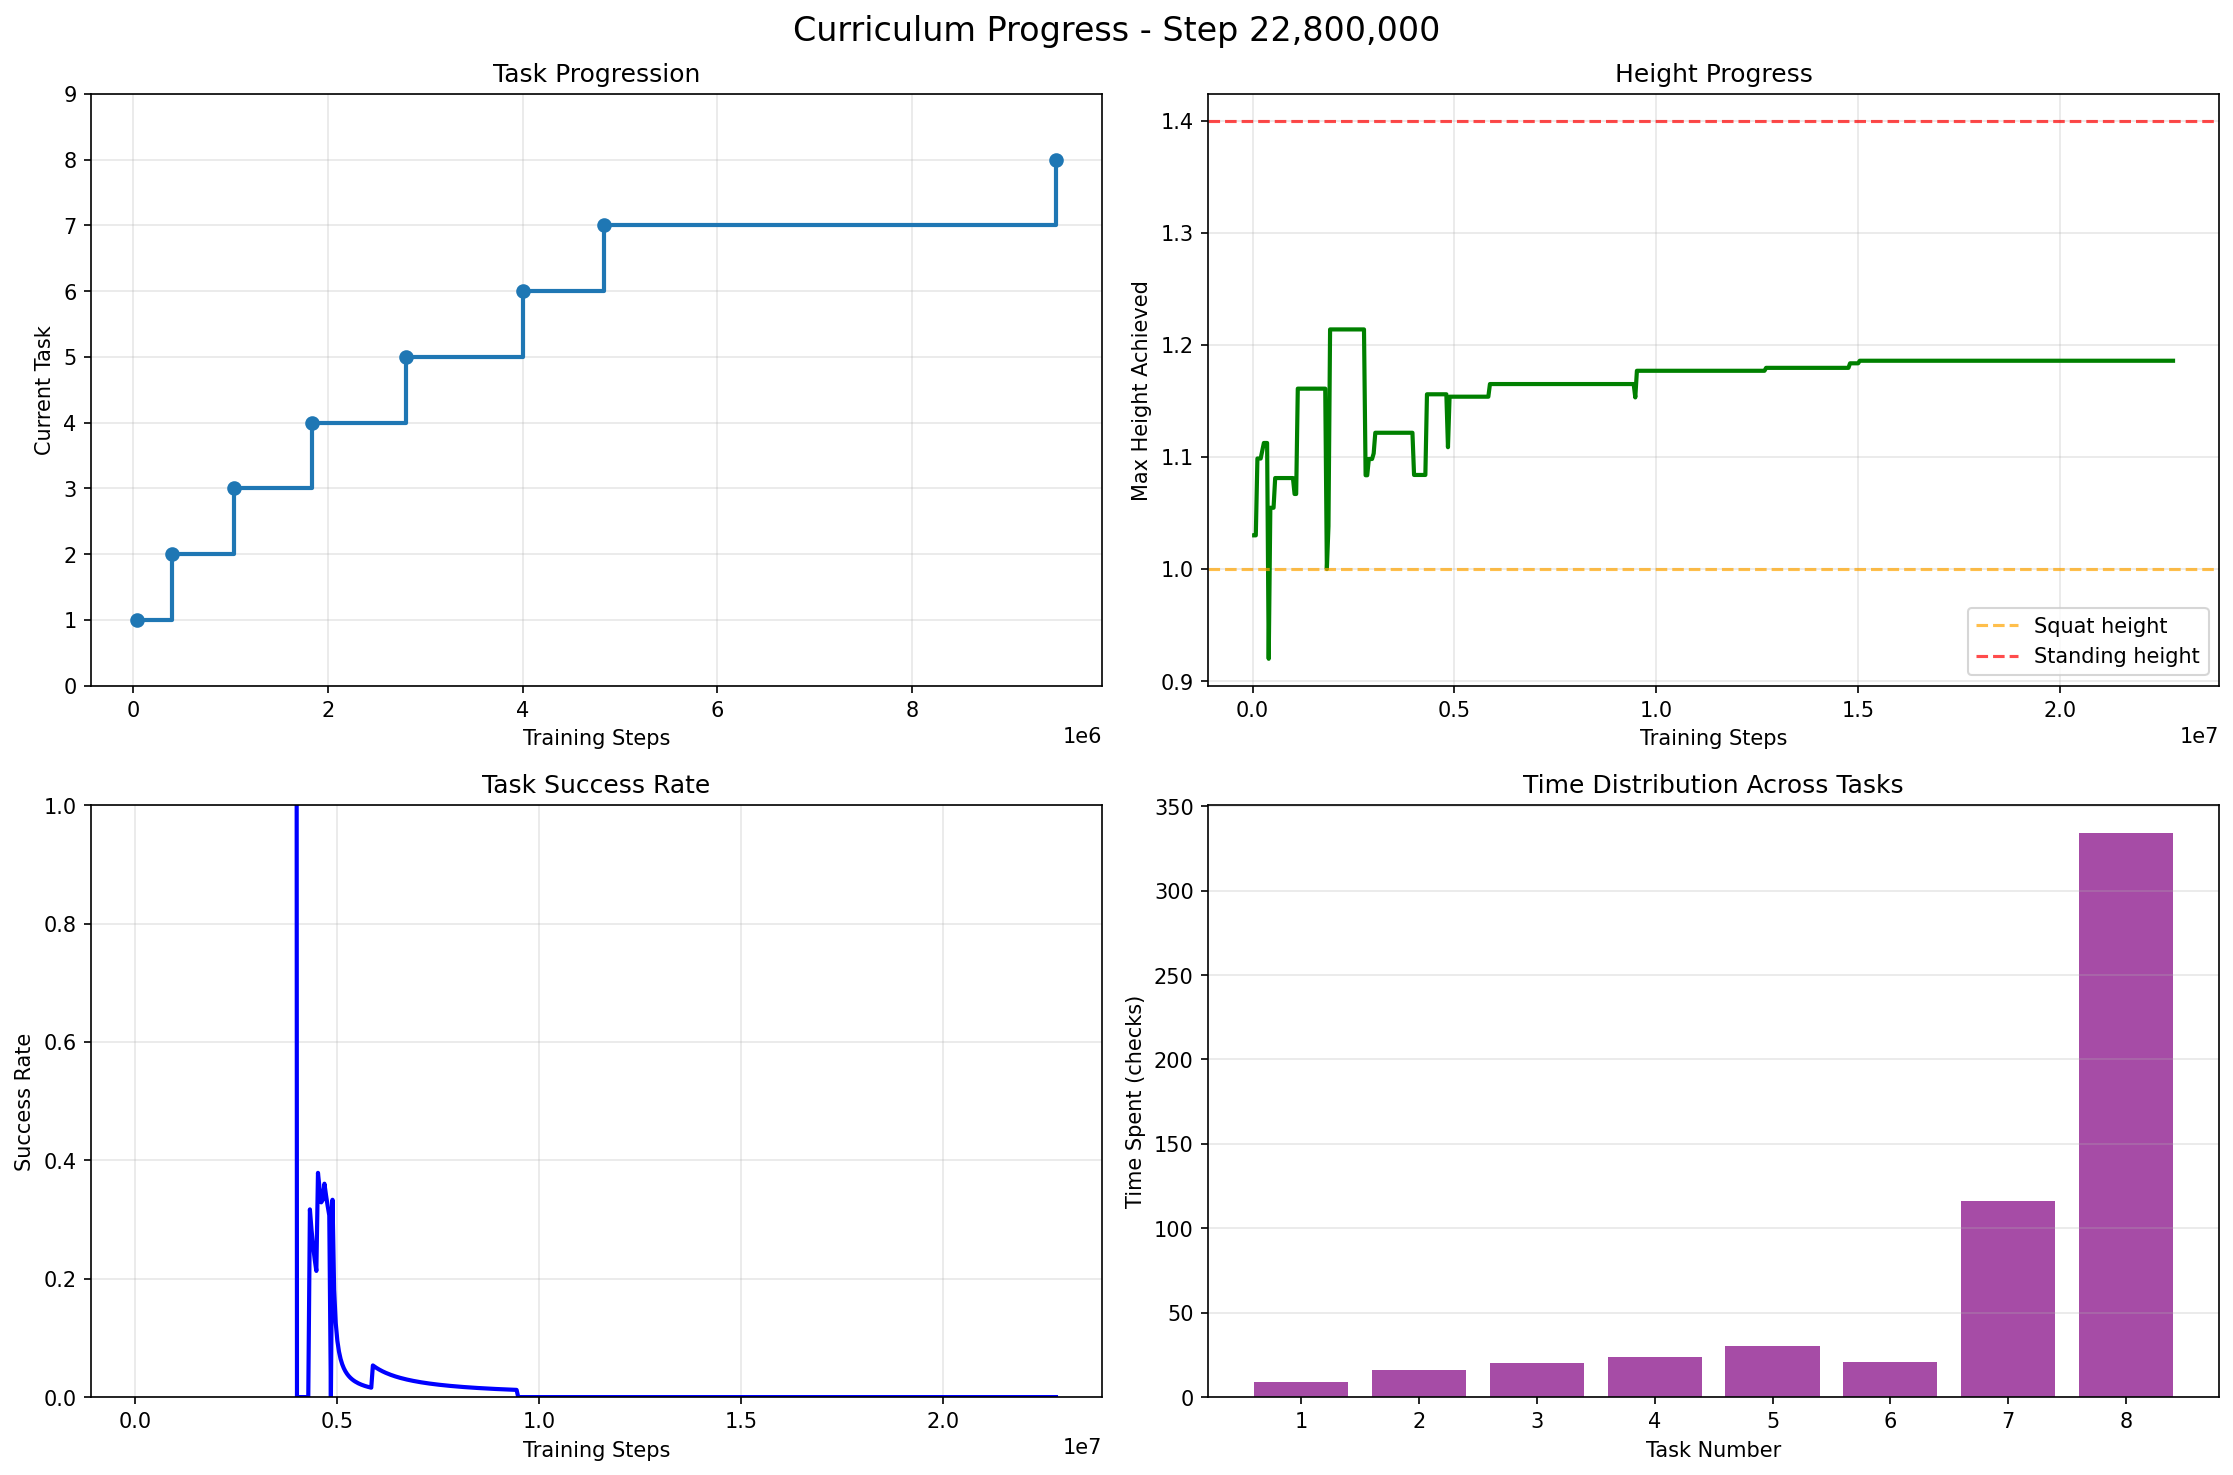 Curriculum Progress - Step 22,800,000
Task Progression
9
8
7
6
5
4
3
2
1
0
Current Task
0 2 4 6 8
1e6
Training Steps
Height Progress
1.4
1.3
1.2
1.1
1.0
0.9
Max Height Achieved
Squat height
Standing height
0.0 0.5 1.0 1.5 2.0
1e7
Training Steps
Task Success Rate
1.0
0.8
0.6
0.4
0.2
0.0
Success Rate
0.0 0.5 1.0 1.5 2.0
1e7
Training Steps
Time Distribution Across Tasks
350
300
250
200
150
100
50
0
Time Spent (checks)
1 2 3 4 5 6 7 8
Task Number